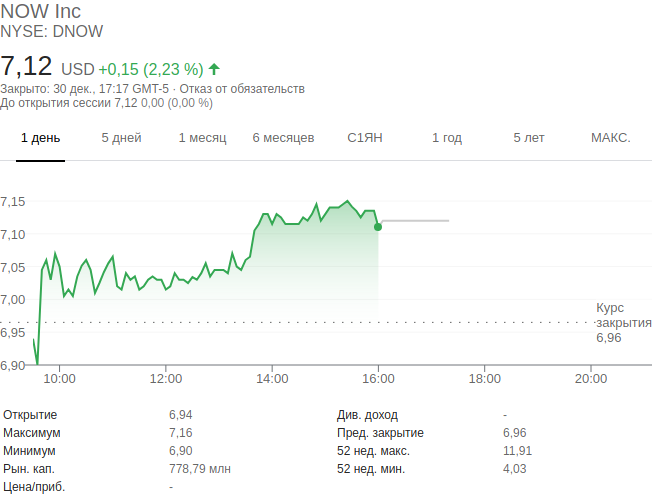 NOW Inc
NYSE: DNOW
7,12 USD +0,15 (2,23 %)
Закрыто: 30 дек., 17:17 GMT-5 · Отказ от обязательств
До открытия сессии 7,12 0,00 (0,00 %)
1 день 5 дней 1 месяц 6 месяцев С1ЯН 1 год 5 лет МАКС.
7,15
7,10
7,05
7,00
Курс
закрытия
6,95
6,96
6,90
10:00 12:00 14:00 16:00 18:00 20:00
Открытие 6,94 Див. доход -
Максимум 7,16 Пред. закрытие 6,96
Минимум 6,90 52 нед. макс. 11,91
Рын. кап. 778,79 млн 52 нед. мин. 4,03
Цена/приб. -